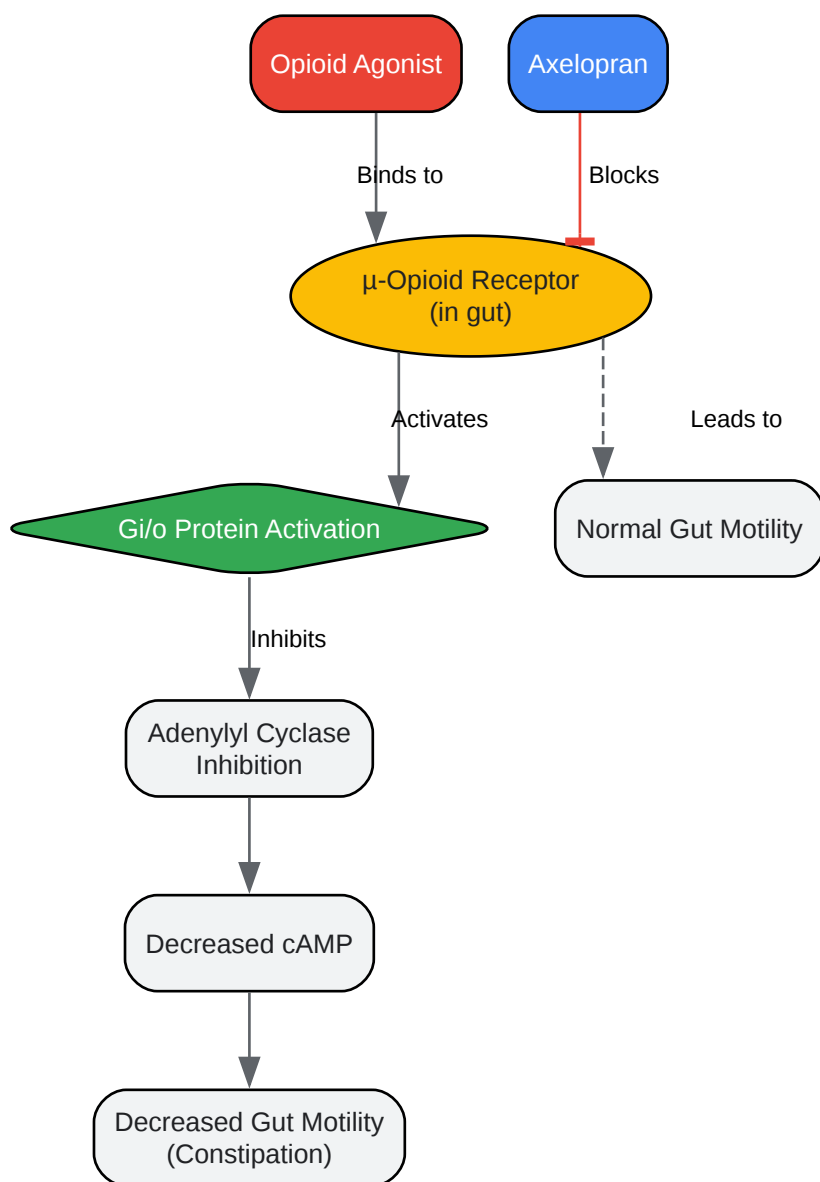 Opioid Agonist
Axelopran
Binds to
Blocks
µ-Opioid Receptor
(in gut)
Activates
Leads to
Gi/o Protein Activation
Normal Gut Motility
Inhibits
Adenylyl Cyclase
Inhibition
Decreased cAMP
Decreased Gut Motility
(Constipation)